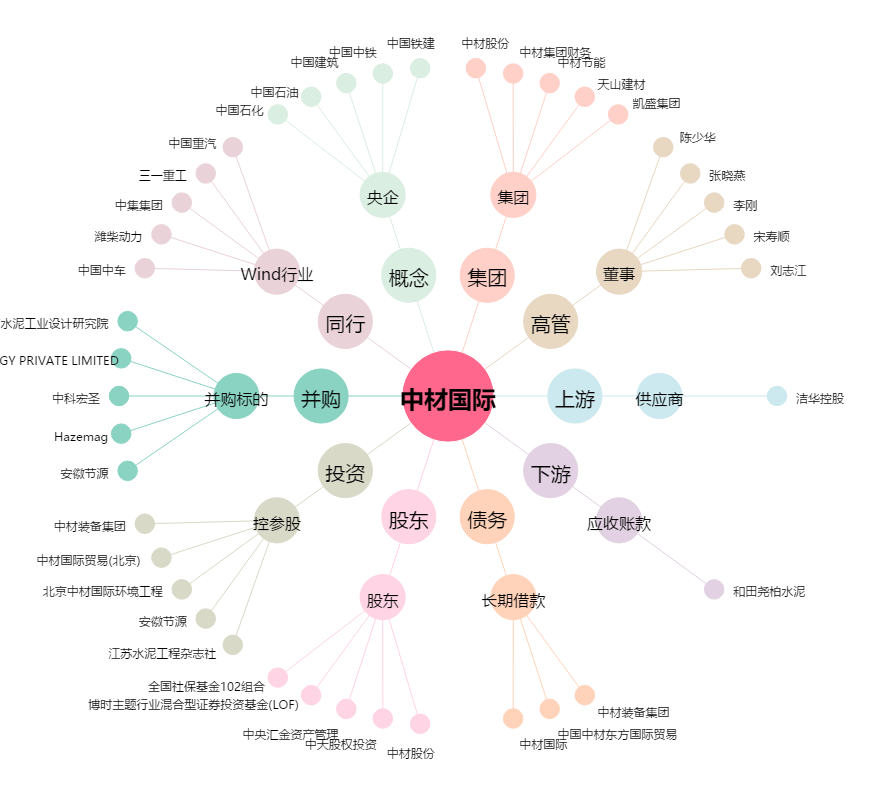 中国铁建
中材股份
中国中铁
中材集团财务
中国建筑
中材节能
中国石油
天山建材
中国石化
凯盛集团
中国重汽
陈少华
三一重工
张晓燕
央企
集团
中集集团
李刚
潍柴动力
宋寿顺
中国中车
Wind行业
概念
集团
董事
刘志江
水泥工业设计研究院
同行
高管
GY PRIVATE LIMITED
中科宏圣
并购标的
并购
中材国际
上游
供应商
洁华控股
Hazemag
安徽节源
投资
下游
中材装备集团
控参股
股东
债务
应收账款
中材国际贸易(北京)
北京中材国际环境工程
和田尧柏水泥
安徽节源
股东
长期借款
江苏水泥工程杂志社
全国社保基金102组合
博时主题行业混合型证券投资基金(LOF)
中材装备集团
中央汇金资产管理
中国中材东方国际贸易
中天股权投资
中材国际
中材股份